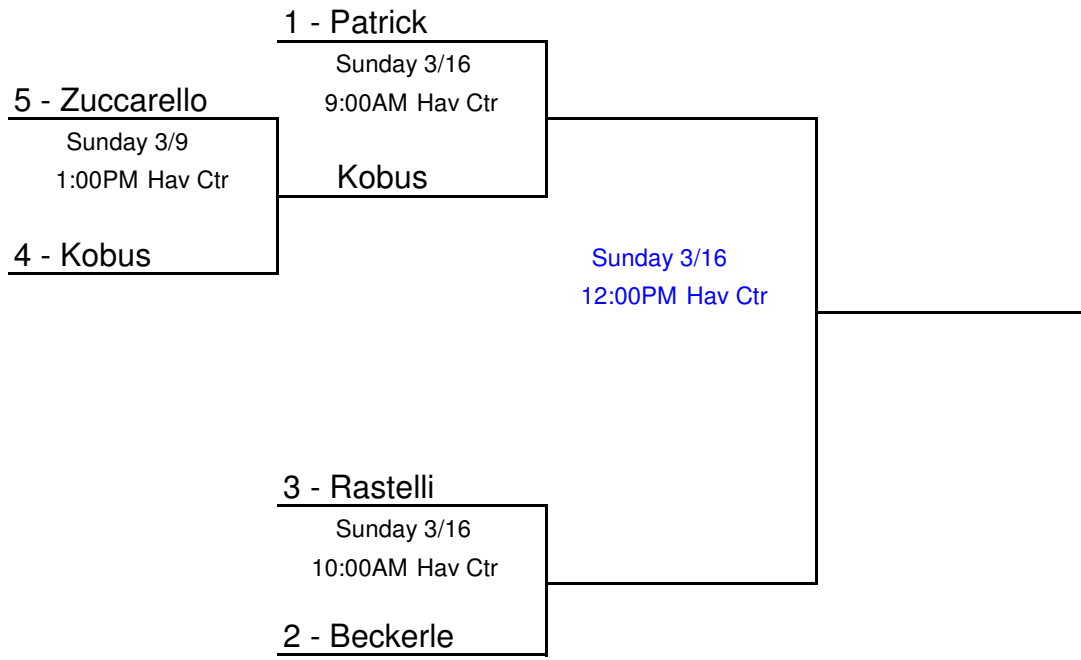 1 - Patrick
Sunday 3/16
9:00AM Hav Ctr
5 - Zuccarello
Sunday 3/9
1:00PM Hav Ctr
Kobus
4 - Kobus
Sunday 3/16
12:00PM Hav Ctr
3 - Rastelli
Sunday 3/16
10:00AM Hav Ctr
2 - Beckerle